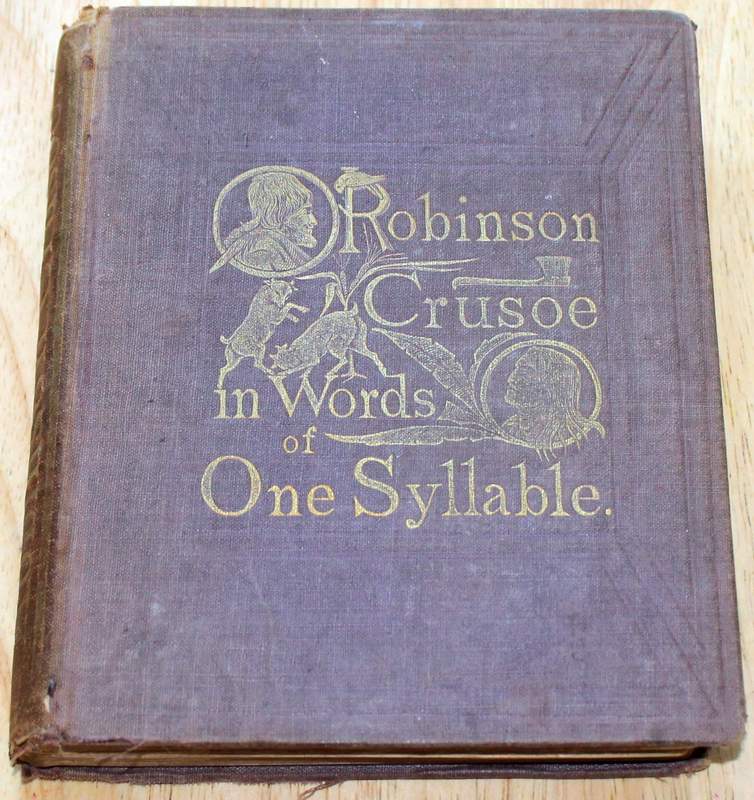 Robinson
Crusoe
in Words
of
One Syllable.